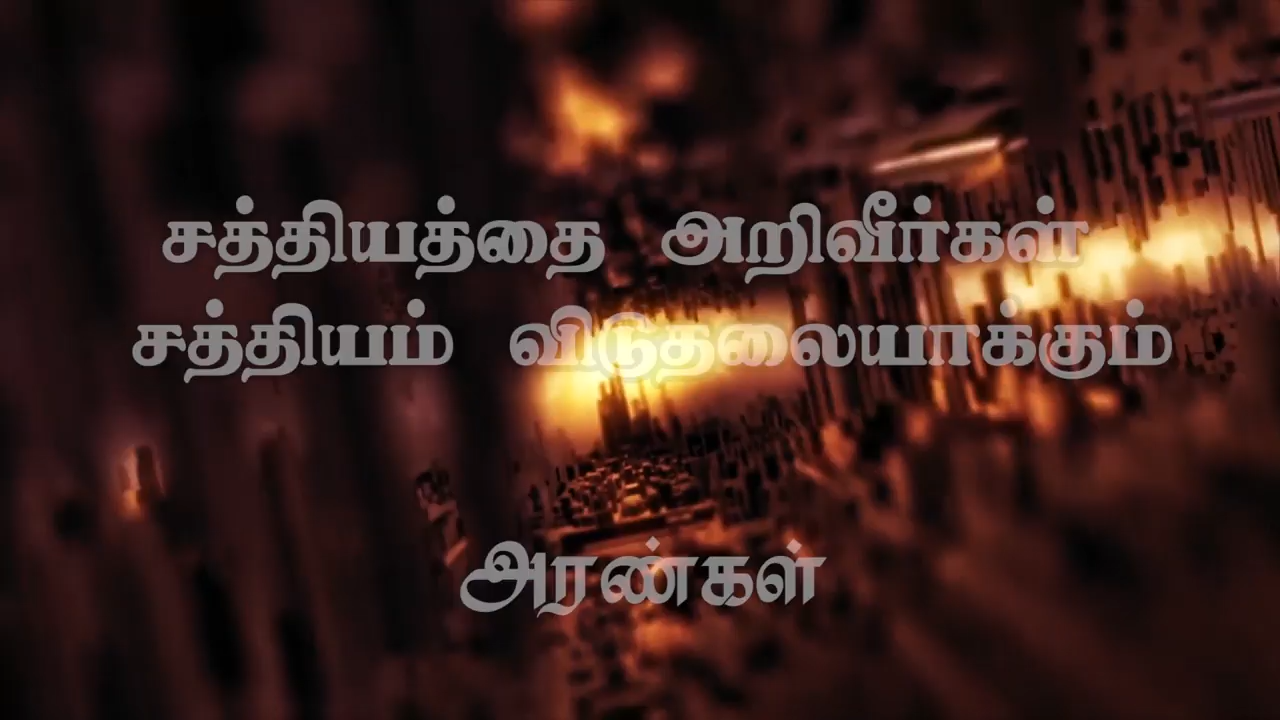 சத்தியத்தை அறிவீர்கள்
சத்தியம் விடுதலையாக்கும்
அரண்கள்